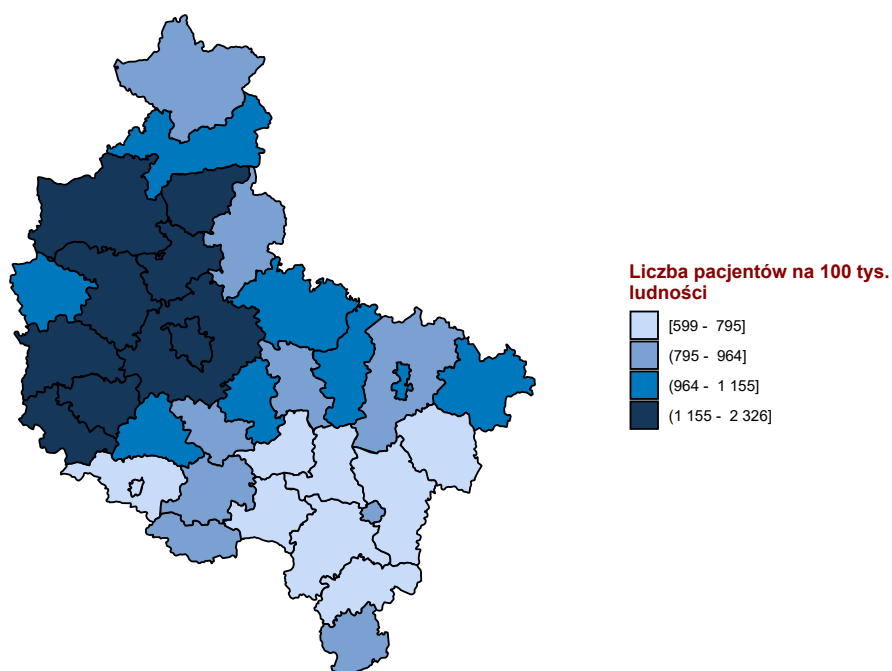 Liczba pacjentów na 100 tys.
ludności
[599 - 795]
(795 - 964]
(964 - 1 155]
(1 155 - 2 326]